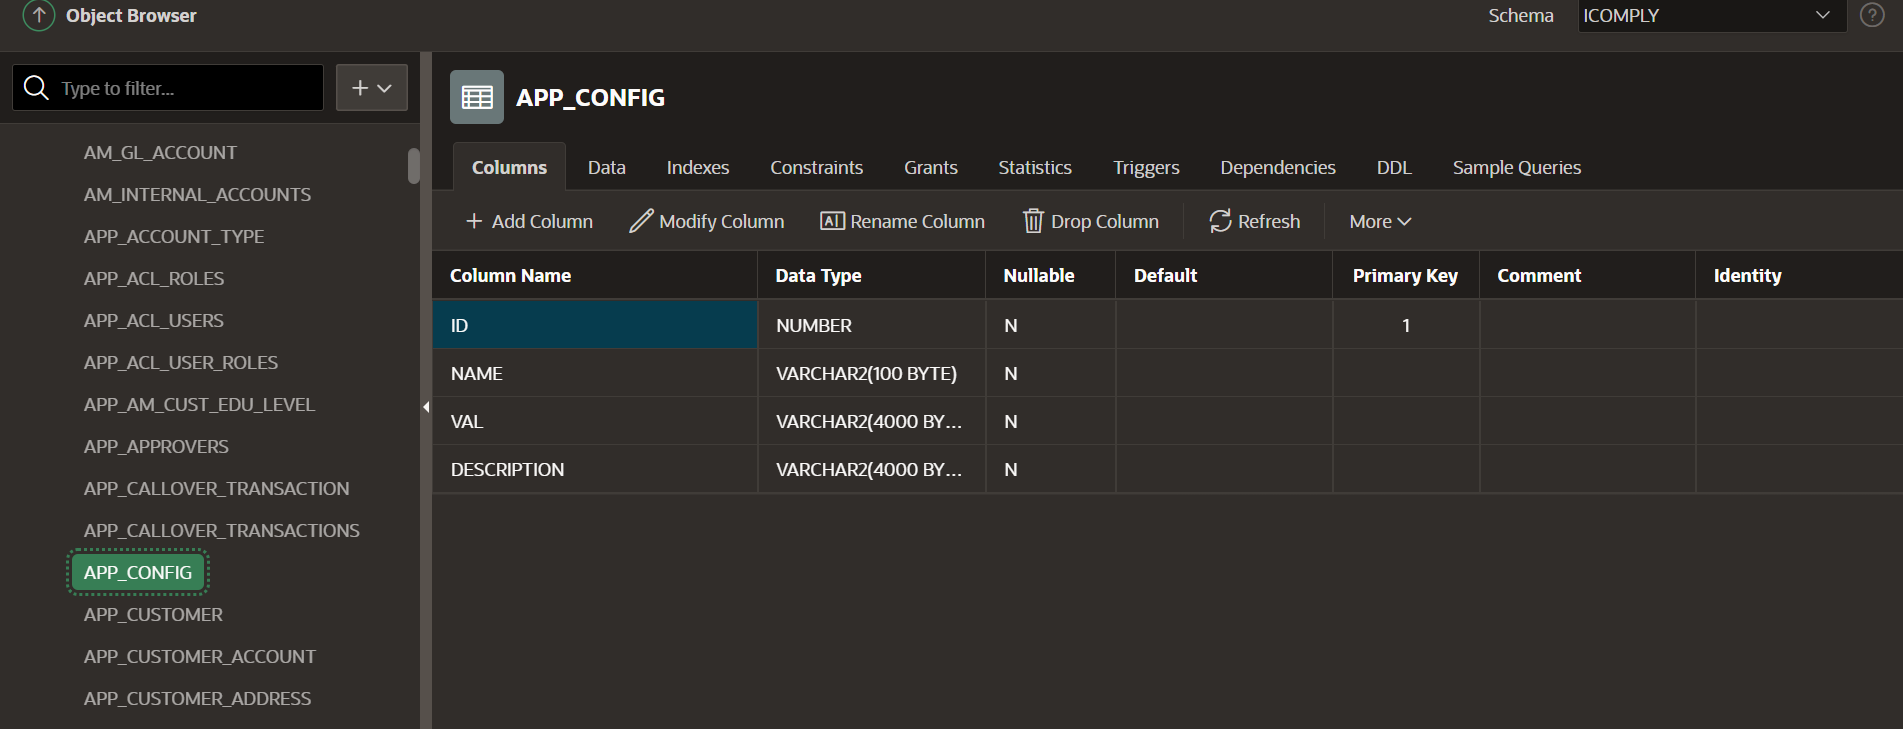 Object Browser
Schema ICOMPLY
Type to filter...
AM_GL_ACCOUNT
AM_INTERNAL_ACCOUNTS
APP_ACCOUNT_TYPE
APP_ACL_ROLES
APP_ACL_USERS
APP_ACL_USER_ROLES
APP_AM_CUST_EDU_LEVEL
APP_APPROVERS
APP_CALLOVER_TRANSACTION
APP_CALLOVER_TRANSACTIONS
APP_CONFIG
APP_CUSTOMER
APP_CUSTOMER_ACCOUNT
APP_CUSTOMER_ADDRESS
APP_CONFIG
Columns Data Indexes Constraints Grants Statistics Triggers Dependencies DDL Sample Queries
Add Column Modify Column Rename Column Drop Column Refresh More
Column Name Data Type Nullable Default Primary Key Comment Identity
ID NUMBER N 1
NAME VARCHAR2(100 BYTE) N
VAL VARCHAR2(4000 BY... N
DESCRIPTION VARCHAR2(4000 BY... N